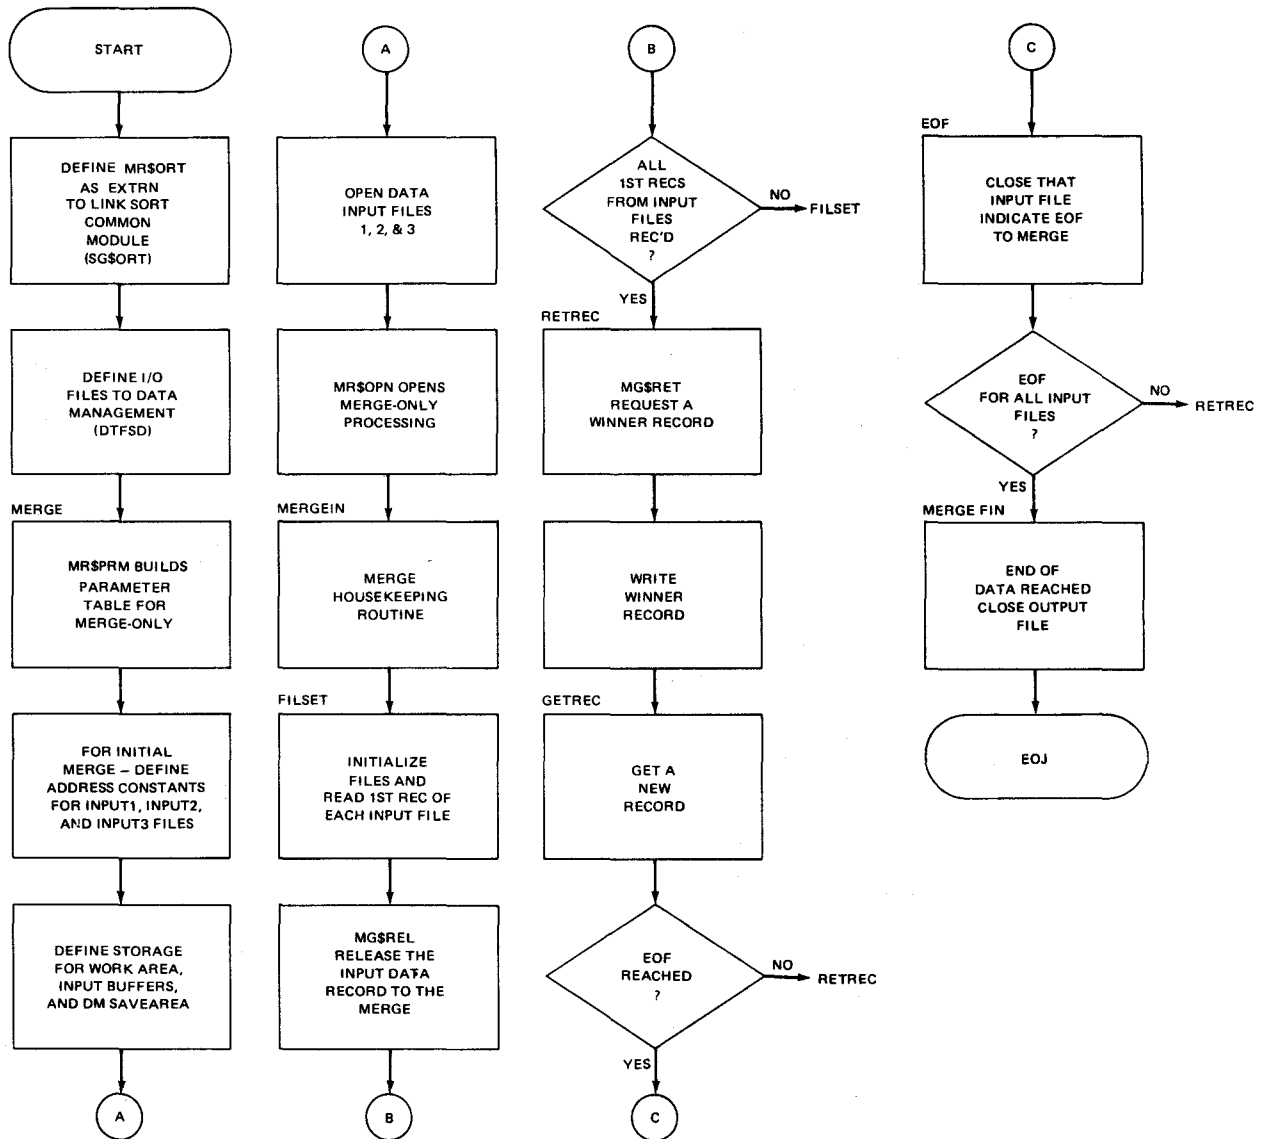 START
DEFINE MR$ORT
AS EXTRN
TO LINK SORT
COMMON
MODULE
(SG$ORT)
DEFINE I/O
FILES TO DATA
MANAGEMENT
(DTFSD)
MERGE
MR$PRM BUILDS
PARAMETER
TABLE FOR
MERGE-ONLY
FOR INITIAL
MERGE – DEFINE
ADDRESS CONSTANTS
FOR INPUT1, INPUT2,
AND INPUT3 FILES
DEFINE STORAGE
FOR WORK AREA,
INPUT BUFFERS,
AND DM SAVEAREA
A
A
OPEN DATA
INPUT FILES
1, 2, & 3
MR$OPN OPENS
MERGE-ONLY
PROCESSING
MERGEIN
MERGE
HOUSEKEEPING
ROUTINE
FILSET
INITIALIZE
FILES AND
READ 1ST REC OF
EACH INPUT FILE
MG$REL
RELEASE THE
INPUT DATA
RECORD TO THE
MERGE
B
B
ALL
1ST RECS
FROM INPUT
FILES
REC'D
?
NO
FILSET
YES
RETREC
MG$RET
REQUEST A
WINNER RECORD
WRITE
WINNER
RECORD
GETREC
GET A
NEW
RECORD
EOF
REACHED
?
NO
RETREC
YES
C
C
EOF
CLOSE THAT
INPUT FILE
INDICATE EOF
TO MERGE
EOF
FOR ALL INPUT
FILES
?
NO
RETREC
YES
MERGE FIN
END OF
DATA REACHED
CLOSE OUTPUT
FILE
EOJ